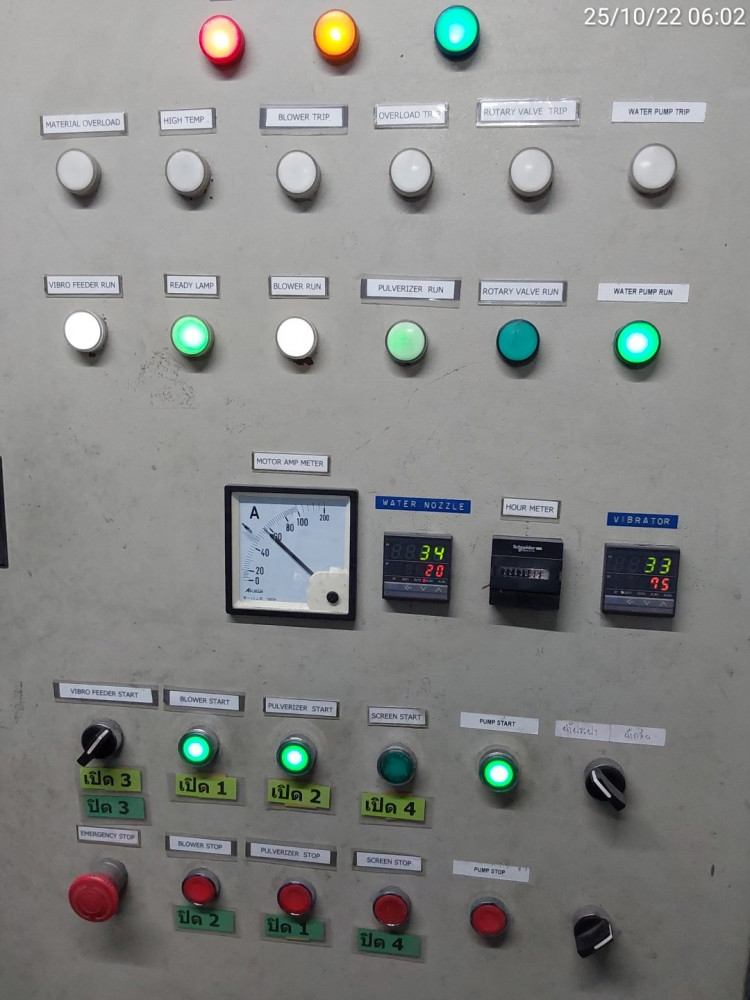 25/10/22 06:02
MATERIAL OVERLOAD
HIGH TEMP .
BLOWER TRIP
OVERLOAD
ROTARY VALVE TRIP
WATER PUMP TRIP
VIBRO FEEDER RUN
READY LAMP
BLOWER RUN
PULVERIZER RUN
ROTARY VALVE RUN
WATER PUMP RUN
MOTOR AMP METER
A
0
20
40
60
80
100
200
WATER NOZZLE
34
20
HOUR METER
Schneider
VIBRATOR
33
75
VIBRO FEEDER START
BLOWER START
PULVERIZER START
SCREEN START
PUMP START
เปิด 3
เปิด 1
เปิด 2
เปิด 4
ปิด 3
EMERGENCY STOP
BLOWER STOP
PULVERIZER STOP
SCREEN STOP
PUMP STOP
ปิด 2
ปิด 1
ปิด 4